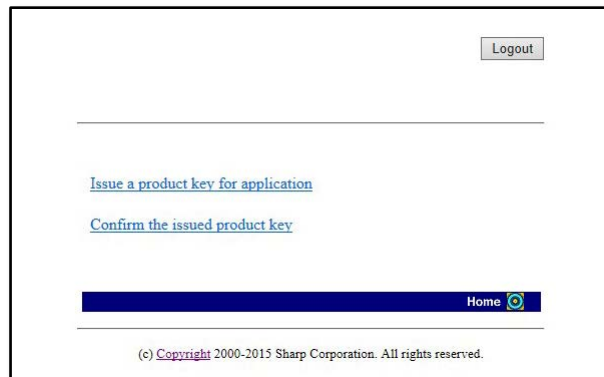 Logout
Issue a product key for application
Confirm the issued product key
Home
(c) Copyright 2000-2015 Sharp Corporation. All rights reserved.